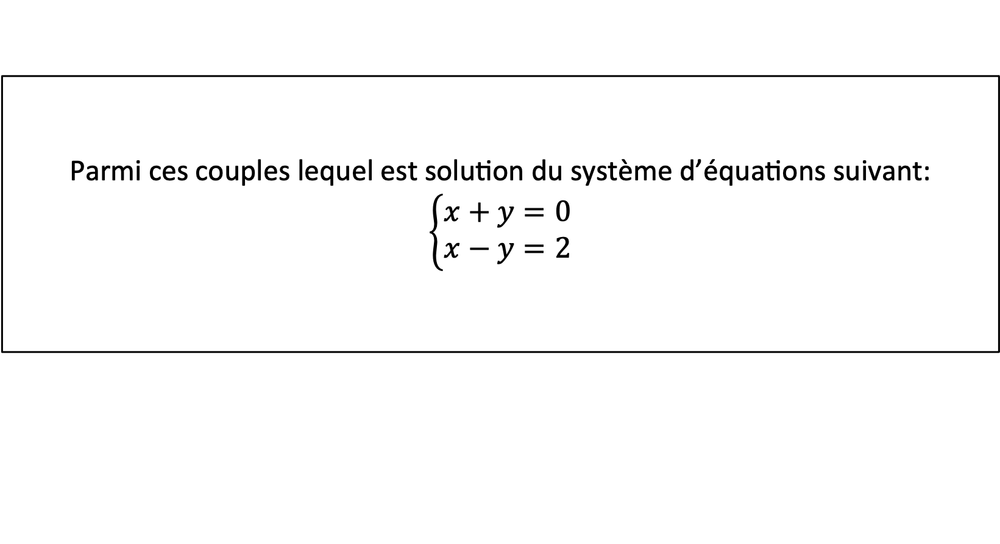 Parmi ces couples lequel est solution du système d’équations suivant:
{x + y = 0
x − y = 2